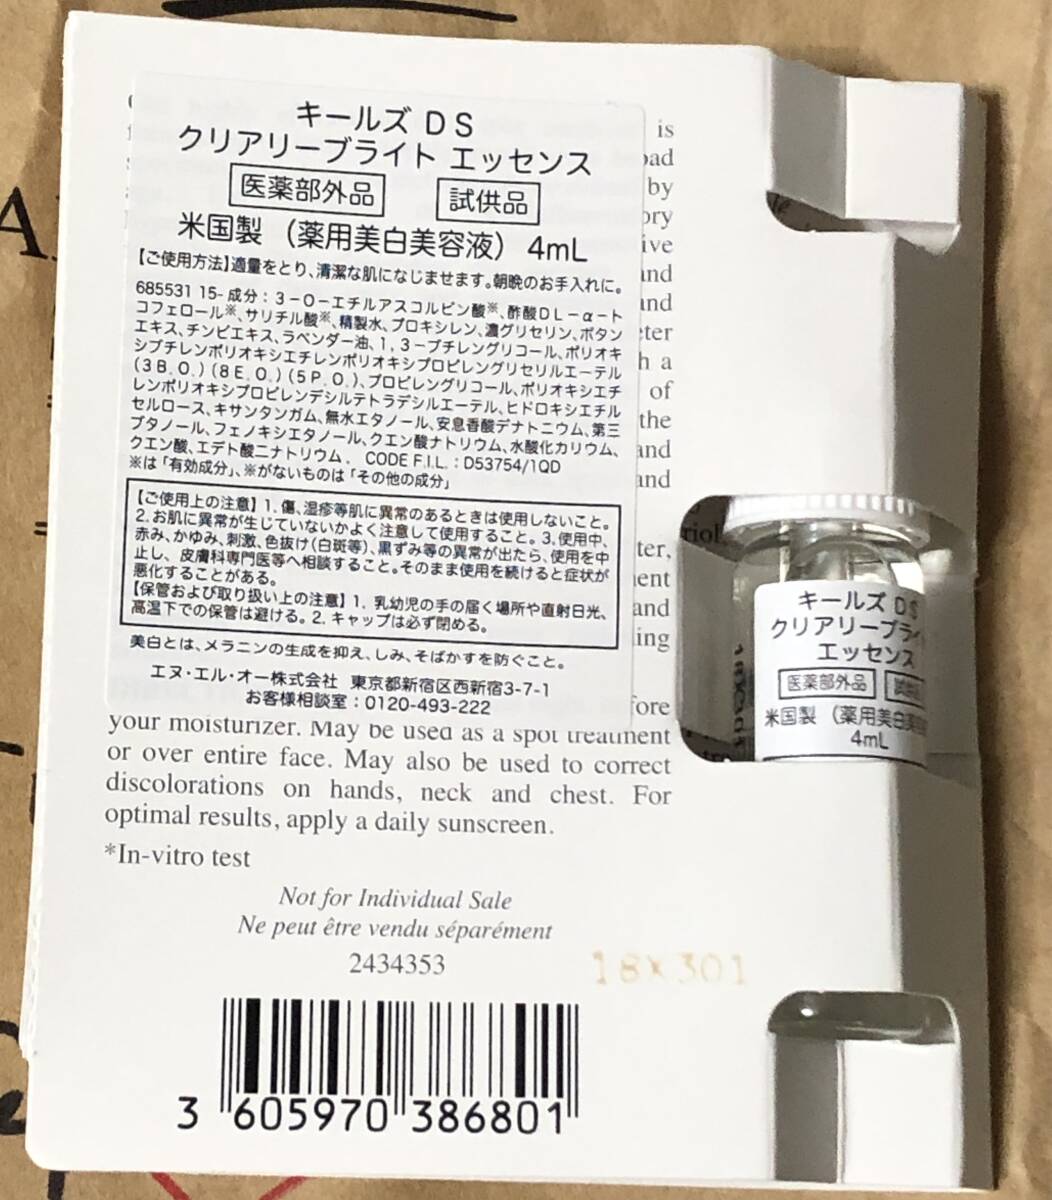 キールズ DS
クリアリーブライト エッセンス
医薬部外品 試供品
米国製（薬用美白美容液） 4mL
【ご使用方法】適量をとり、清潔な肌になじませます。朝晩のお手入れに。
685531 15- 成分：3－O－エチルアスコルビン酸※、酢酸DL－α－ト
コフェロール※、サリチル酸※、精製水、プロキシレン、濃グリセリン、ボタン
エキス、チンピエキス、ラベンダー油、1,3－ブチレングリコール、ポリオキ
シブチレンポリオキシエチレンポリオキシプロピレングリセリルエーテル
(3B.O.)(8E.O.)(5P.O.)、プロピレングリコール、ポリオキシエチ
レンポリオキシプロピレンデシルテトラデシルエーテル、ヒドロキシエチル
セルロース、キサンタンガム、無水エタノール、安息香酸デナトニウム、第三
ブタノール、フェノキシエタノール、クエン酸ナトリウム、水酸化カリウム、
クエン酸、エデト酸二ナトリウム. CODE F.I.L. : D53754/1QD
※は「有効成分」、※がないものは「その他の成分」
【ご使用上の注意】1. 傷、湿疹等肌に異常のあるときは使用しないこと。
2. お肌に異常が生じていないかよく注意して使用すること。3. 使用中、
赤み、かゆみ、刺激、色抜け(白斑等)、黒ずみ等の異常が出たら、使用を中
止し、皮膚科専門医等へ相談すること。そのまま使用を続けると症状が
悪化することがある。
【保管および取り扱い上の注意】1. 乳幼児の手の届く場所や直射日光、
高温下での保管は避ける。2. キャップは必ず閉める。
美白とは、メラニンの生成を抑え、しみ、そばかすを防ぐこと。
エヌ・エル・オー株式会社 東京都新宿区西新宿3-7-1
お客様相談室：0120-493-222
is
by
and
and
h a
of
the
and
and
ter,
and
your moisturizer. May be used as a spot treatment
or over entire face. May also be used to correct
discolorations on hands, neck and chest. For
optimal results, apply a daily sunscreen.
*In-vitro test
Not for Individual Sale
Ne peut être vendu séparément
2434353
18X301
3 605970 386801
キールズ DS
クリアリーブライ
エッセンス
医薬部外品 試供
米国製（薬用美白美容
4mL